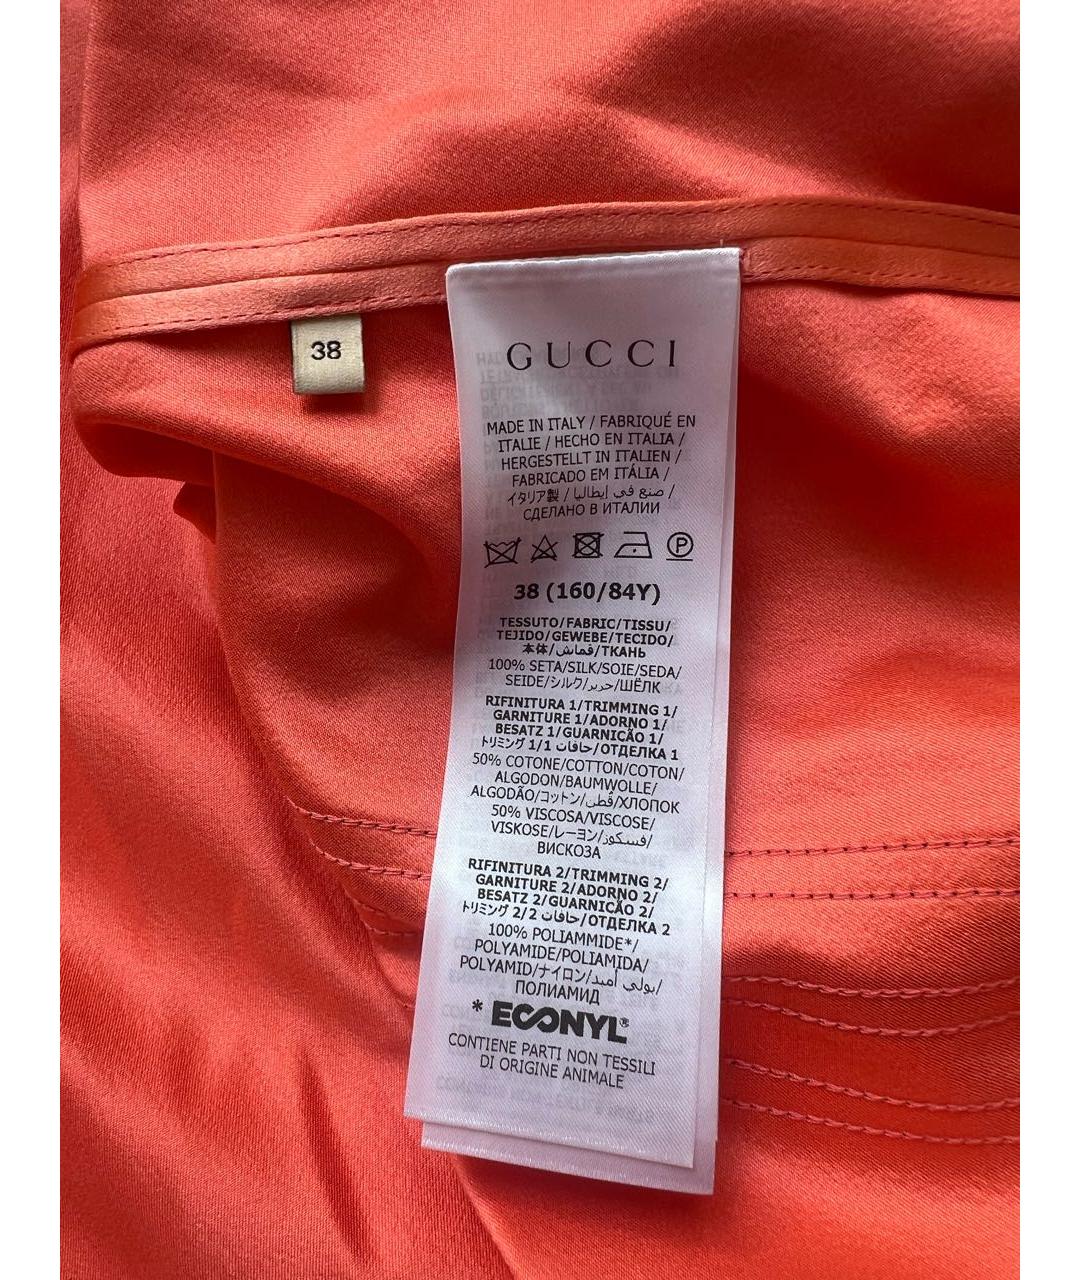 38
GUCCI
MADE IN ITALY / FABRIQUÉ EN
ITALIE / HECHO EN ITALIA /
HERGESTELLT IN ITALIEN /
FABRICADO EM ITÁLIA /
イタリア製 / صنع في إيطاليا /
СДЕЛАНО В ИТАЛИИ
P
38 (160/84Y)
TESSUTO/FABRIC/TISSU/
TEJIDO/GEWEBE/TECIDO/
本体/قماش/ТКАНЬ
100% SETA/SILK/SOIE/SEDA/
SEIDE/シルク/حرير/ШЁЛК
RIFINITURA 1/TRIMMING 1/
GARNITURE 1/ADORNO 1/
BESATZ 1/GUARNIÇÃO 1/
トリミング 1/حافات 1/ОТДЕЛКА 1
50% COTONE/COTTON/COTON/
ALGODON/BAUMWOLLE/
ALGODÃO/コットン/قطن/ХЛОПОК
50% VISCOSA/VISCOSE/
VISKOSE/レーヨン/فسكوز/
ВИСКОЗА
RIFINITURA 2/TRIMMING 2/
GARNITURE 2/ADORNO 2/
BESATZ 2/GUARNIÇÃO 2/
トリミング 2/حافات 2/ОТДЕЛКА 2
100% POLIAMMIDE*/
POLYAMIDE/POLIAMIDA/
POLYAMID/ナイロン/بولي أميد/
ПОЛИАМИД
* ECONYL®
CONTIENE PARTI NON TESSILI
DI ORIGINE ANIMALE